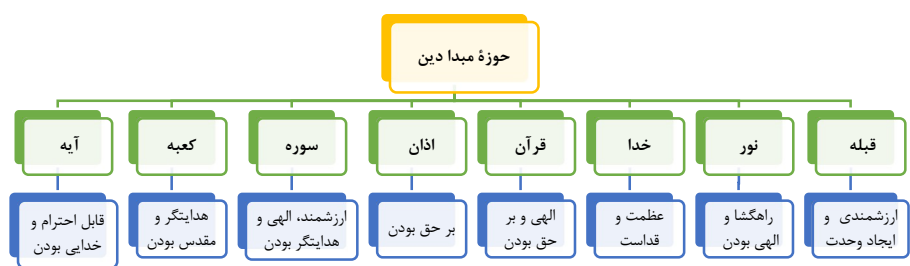 حوزهٔ مبدا دین
قبله
نور
خدا
قرآن
اذان
سوره
کعبه
آیه
ارزشمندی و
ایجاد وحدت
راهگشا و
الهی بودن
عظمت و
قداست
الهی و بر
حق بودن
بر حق بودن
ارزشمند، الهی و
هدایتگر بودن
هدایتگر و
مقدس بودن
قابل احترام و
خدایی بودن